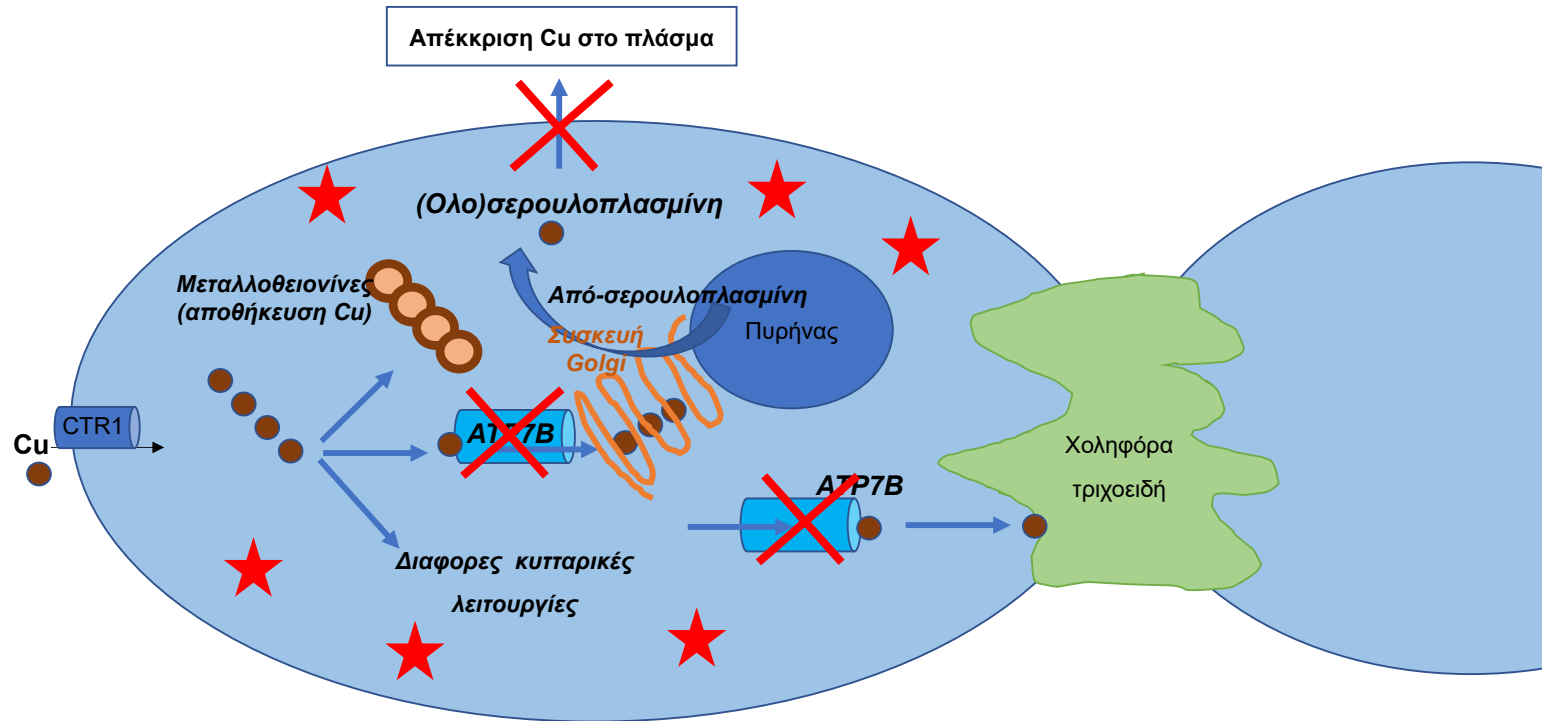 Απέκκριση Cu στο πλάσμα
(Ολο)σερουλοπλασμίνη
Μεταλλοθειονίνες
(αποθήκευση Cu)
Από-σερουλοπλασμίνη
Συσκευή
Golgi
Πυρήνας
CTR1
Cu
ATP7B
ATP7B
Διαφορες κυτταρικές
λειτουργίες
Χοληφόρα
τριχοειδή